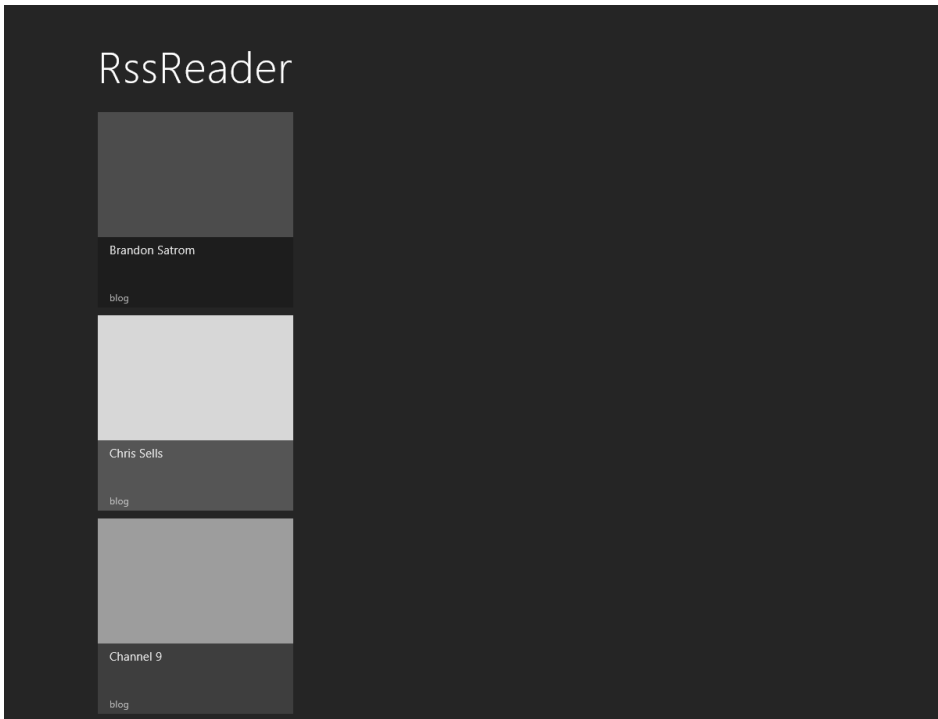 RssReader
Brandon Satrom
blog
Chris Sells
blog
Channel 9
blog